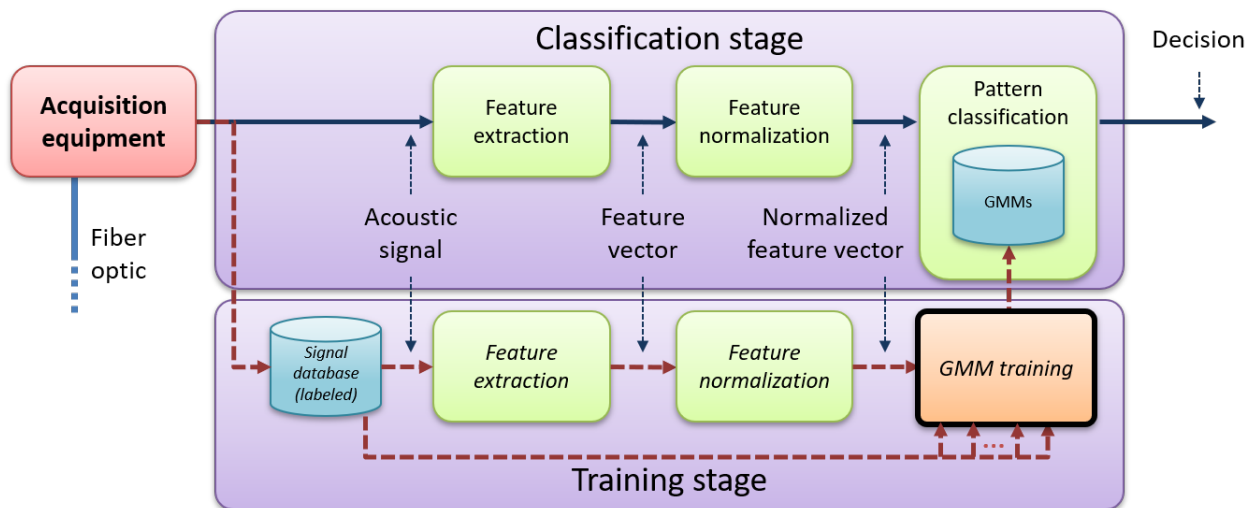 Classification stage
Decision
Acquisition
equipment
Feature
extraction
Feature
normalization
Pattern
classification
GMMs
Fiber
optic
Acoustic
signal
Feature
vector
Normalized
feature vector
Signal
database
(labeled)
Feature
extraction
Feature
normalization
GMM training
...
Training stage